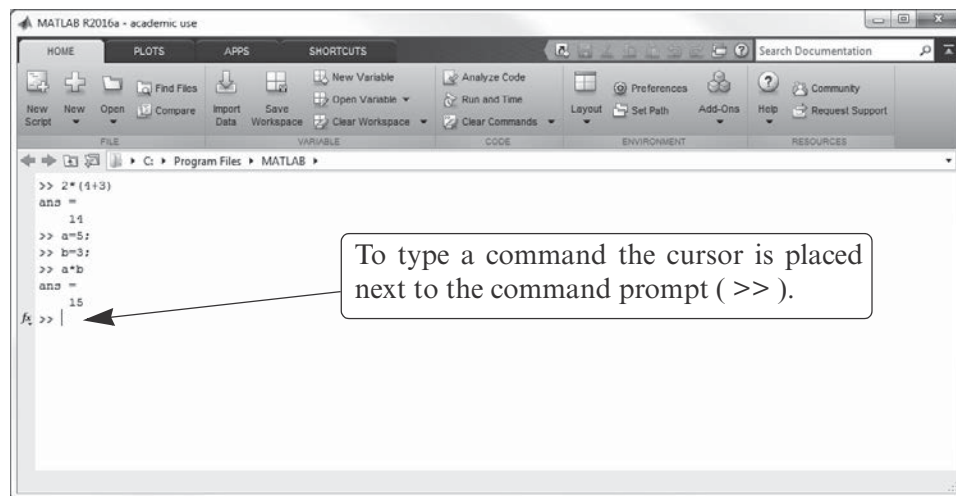 MATLAB R2016a - academic use
HOME PLOTS APPS SHORTCUTS Search Documentation
New Script
New
Open
Find Files
Compare
Import Data
Save Workspace
New Variable
Open Variable
Clear Workspace
Analyze Code
Run and Time
Clear Commands
Layout
Preferences
Set Path
Add-Ons
Help
Community
Request Support
FILE VARIABLE CODE ENVIRONMENT RESOURCES
C: Program Files MATLAB
>> 2*(4+3)
ans =
14
>> a=5;
>> b=3;
>> a*b
ans =
15
fx >>
To type a command the cursor is placed
next to the command prompt ( >> ).